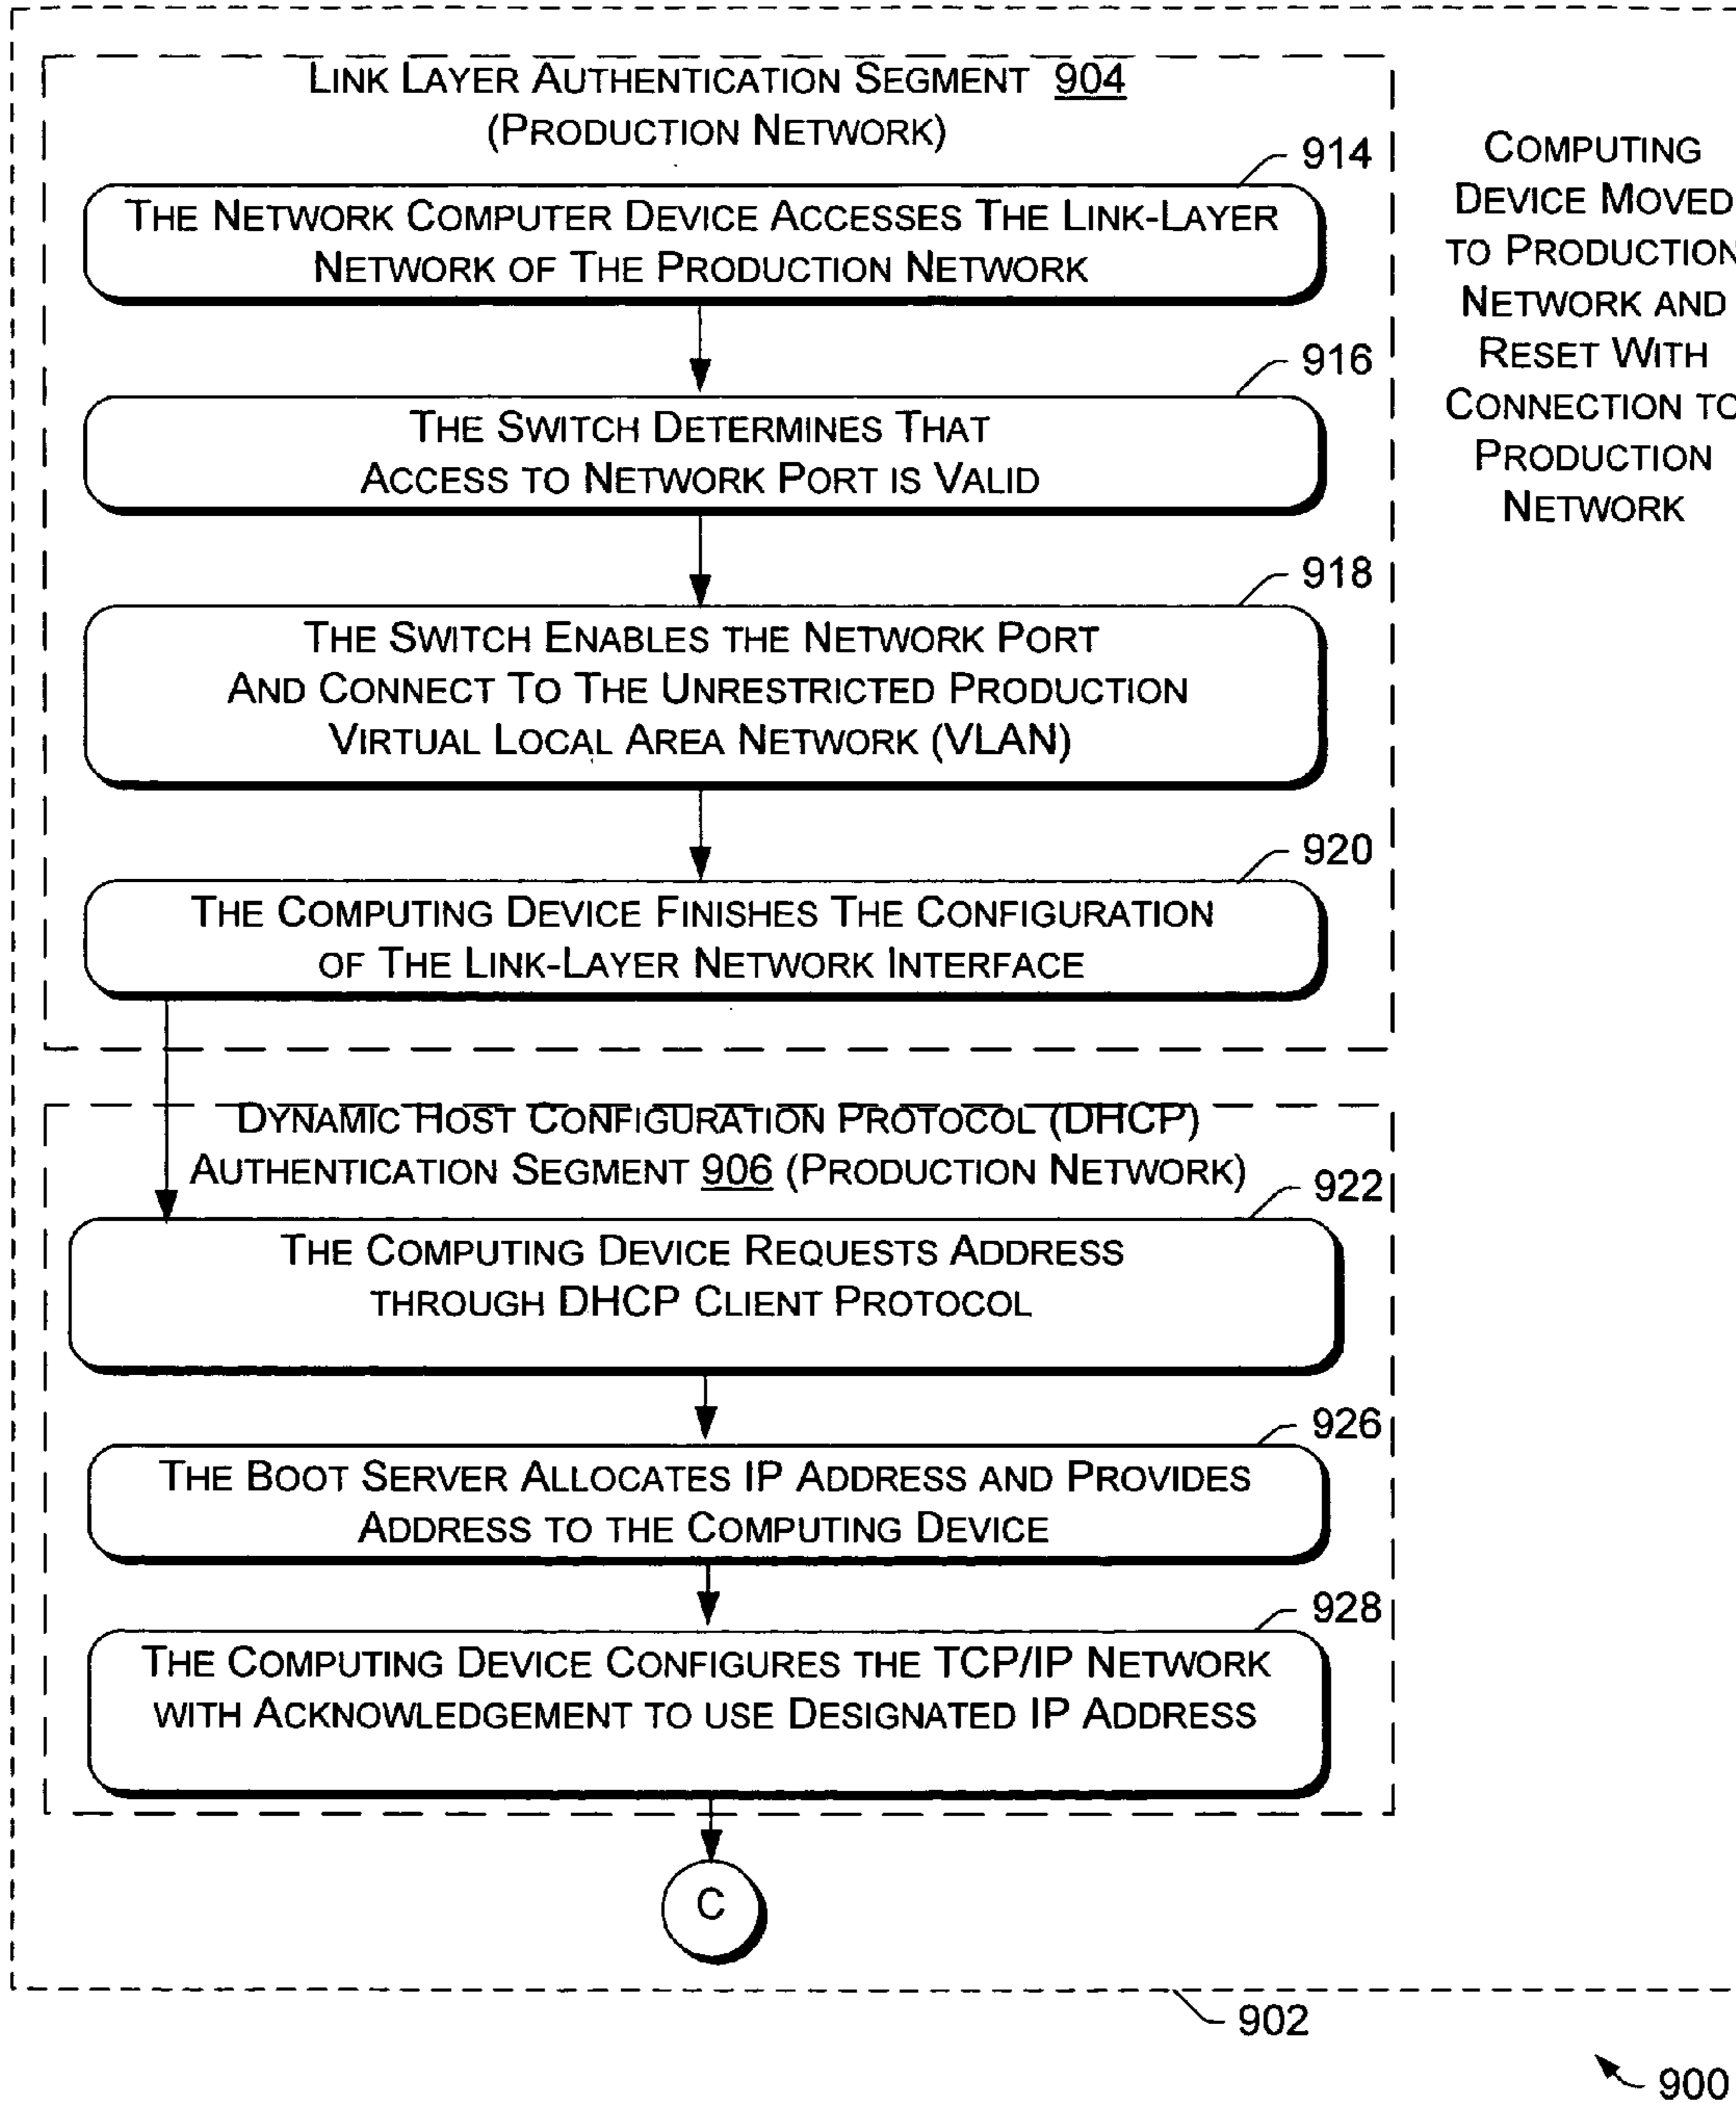 LINK LAYER AUTHENTICATION SEGMENT 904
(PRODUCTION NETWORK)
914
THE NETWORK COMPUTER DEVICE ACCESSES THE LINK-LAYER
NETWORK OF THE PRODUCTION NETWORK
916
THE SWITCH DETERMINES THAT
ACCESS TO NETWORK PORT IS VALID
918
THE SWITCH ENABLES THE NETWORK PORT
AND CONNECT TO THE UNRESTRICTED PRODUCTION
VIRTUAL LOCAL AREA NETWORK (VLAN)
920
THE COMPUTING DEVICE FINISHES THE CONFIGURATION
OF THE LINK-LAYER NETWORK INTERFACE
COMPUTING
DEVICE MOVED
TO PRODUCTION
NETWORK AND
RESET WITH
CONNECTION TO
PRODUCTION
NETWORK
DYNAMIC HOST CONFIGURATION PROTOCOL (DHCP)
AUTHENTICATION SEGMENT 906 (PRODUCTION NETWORK)
922
THE COMPUTING DEVICE REQUESTS ADDRESS
THROUGH DHCP CLIENT PROTOCOL
926
THE BOOT SERVER ALLOCATES IP ADDRESS AND PROVIDES
ADDRESS TO THE COMPUTING DEVICE
928
THE COMPUTING DEVICE CONFIGURES THE TCP/IP NETWORK
WITH ACKNOWLEDGEMENT TO USE DESIGNATED IP ADDRESS
C
902
900